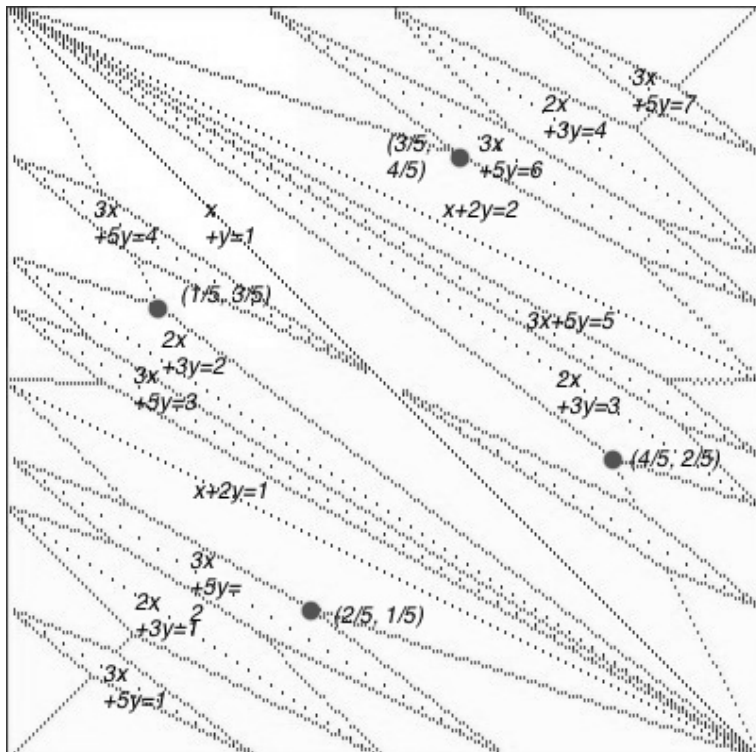 3x
+5y=7
2x
+3y=4
(3/5,
4/5)
3x
+5y=6
x+2y=2
3x
+5y=4
x
+y=1
(1/5, 3/5)
3x+5y=5
2x
+3y=2
3x
+5y=3
2x
+3y=3
(4/5, 2/5)
x+2y=1
3x
+5y=
2
2x
+3y=1
(2/5, 1/5)
3x
+5y=1